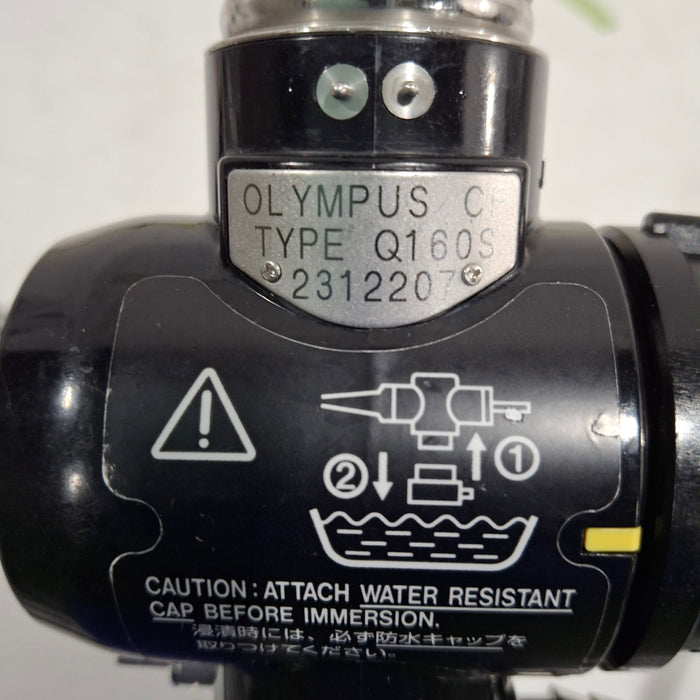 OLYMPUS CF
TYPE Q160S
2312207
①
②
CAUTION : ATTACH WATER RESISTANT
CAP BEFORE IMMERSION.
浸漬時には、必ず防水キャップを
取りつけてください。